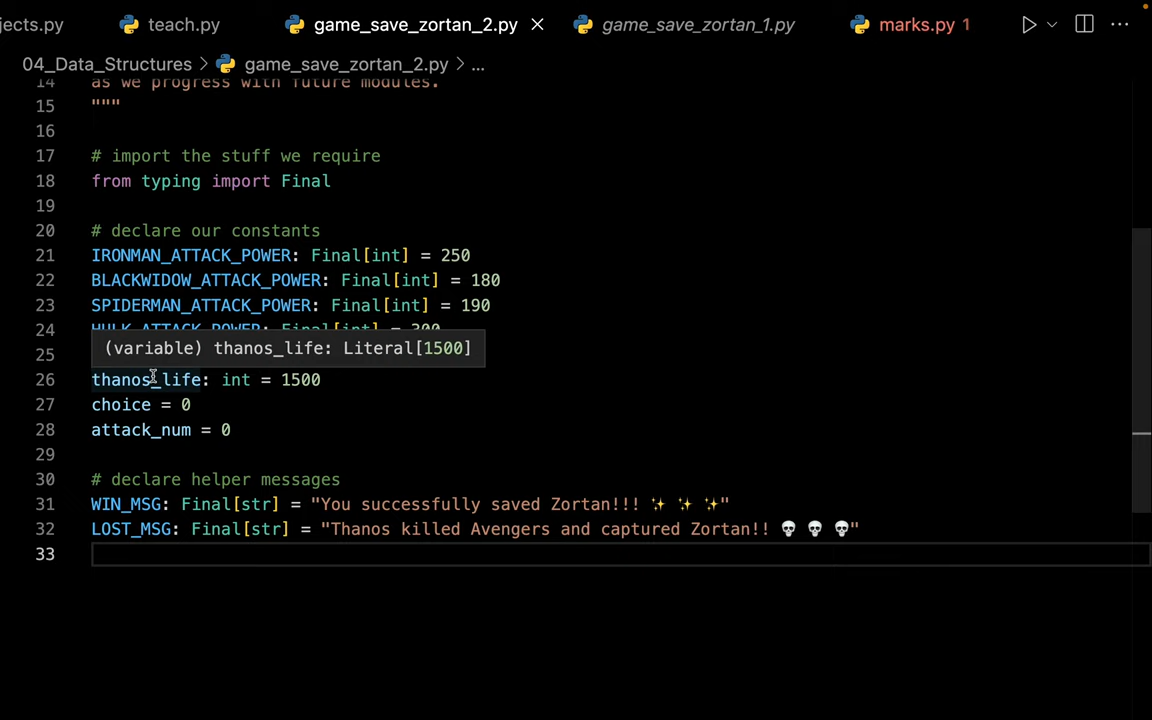 jects.py teach.py game_save_zortan_2.py game_save_zortan_1.py marks.py 1
04_Data_Structures > game_save_zortan_2.py > ...
14 as we progress with future modules.
15 """
16
17 # import the stuff we require
18 from typing import Final
19
20 # declare our constants
21 IRONMAN_ATTACK_POWER: Final[int] = 250
22 BLACKWIDOW_ATTACK_POWER: Final[int] = 180
23 SPIDERMAN_ATTACK_POWER: Final[int] = 190
24 HULK_ATTACK_POWER: Final[int] = 300
(variable) thanos_life: Literal[1500]
25
26 thanos_life: int = 1500
27 choice = 0
28 attack_num = 0
29
30 # declare helper messages
31 WIN_MSG: Final[str] = "You successfully saved Zortan!!! ✨ ✨ ✨"
32 LOST_MSG: Final[str] = "Thanos killed Avengers and captured Zortan!! 💀 💀 💀"
33